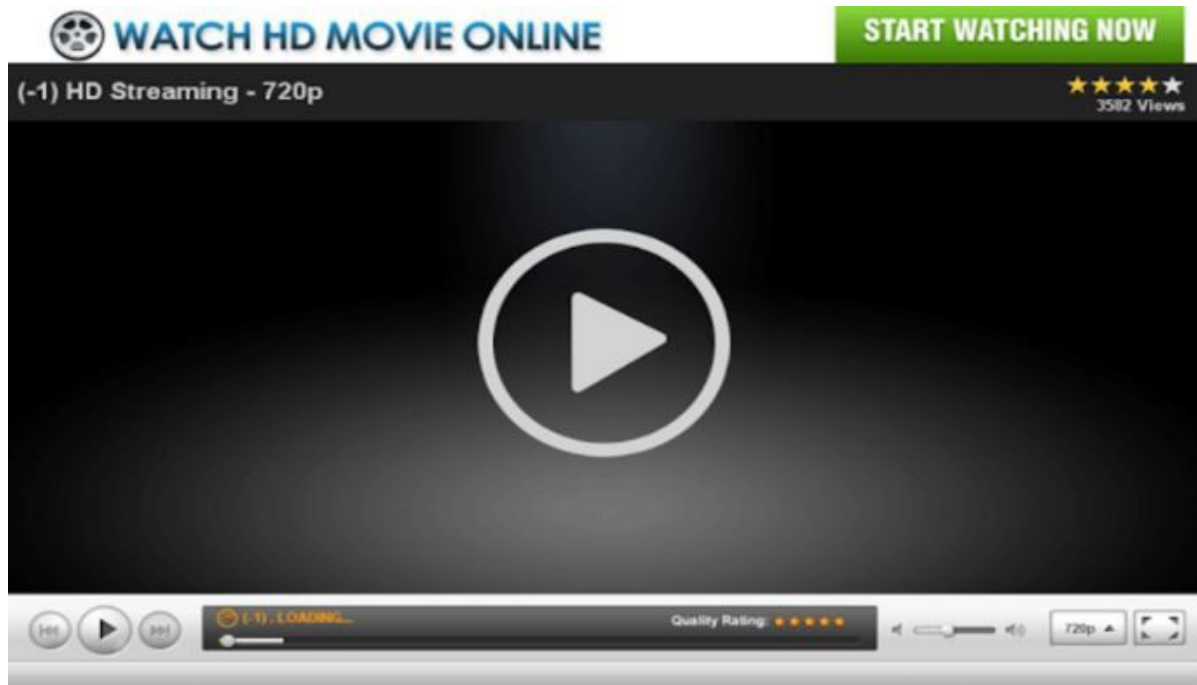 WATCH HD MOVIE ONLINE
START WATCHING NOW
(-1) HD Streaming - 720p
3582 Views
(-1) . LOADING...
Quality Rating:
720p